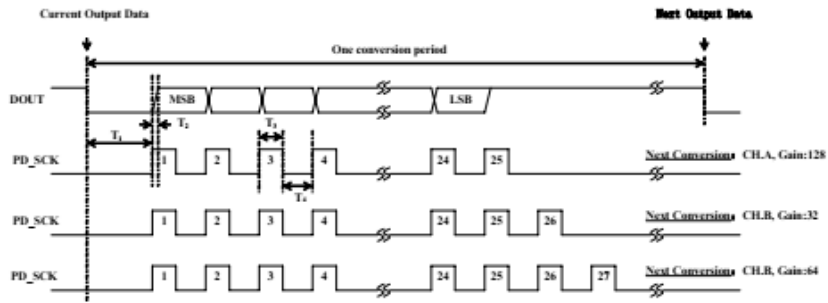 Current Output Data
Next Output Data
One conversion period
DOUT
MSB
LSB
T₁
T₂
T₃
PD_SCK
1 2 3 4 24 25
Next Conversion: CH.A, Gain:128
T₄
PD_SCK
1 2 3 4 24 25 26
Next Conversion: CH.B, Gain:32
PD_SCK
1 2 3 4 24 25 26 27
Next Conversion: CH.B, Gain:64